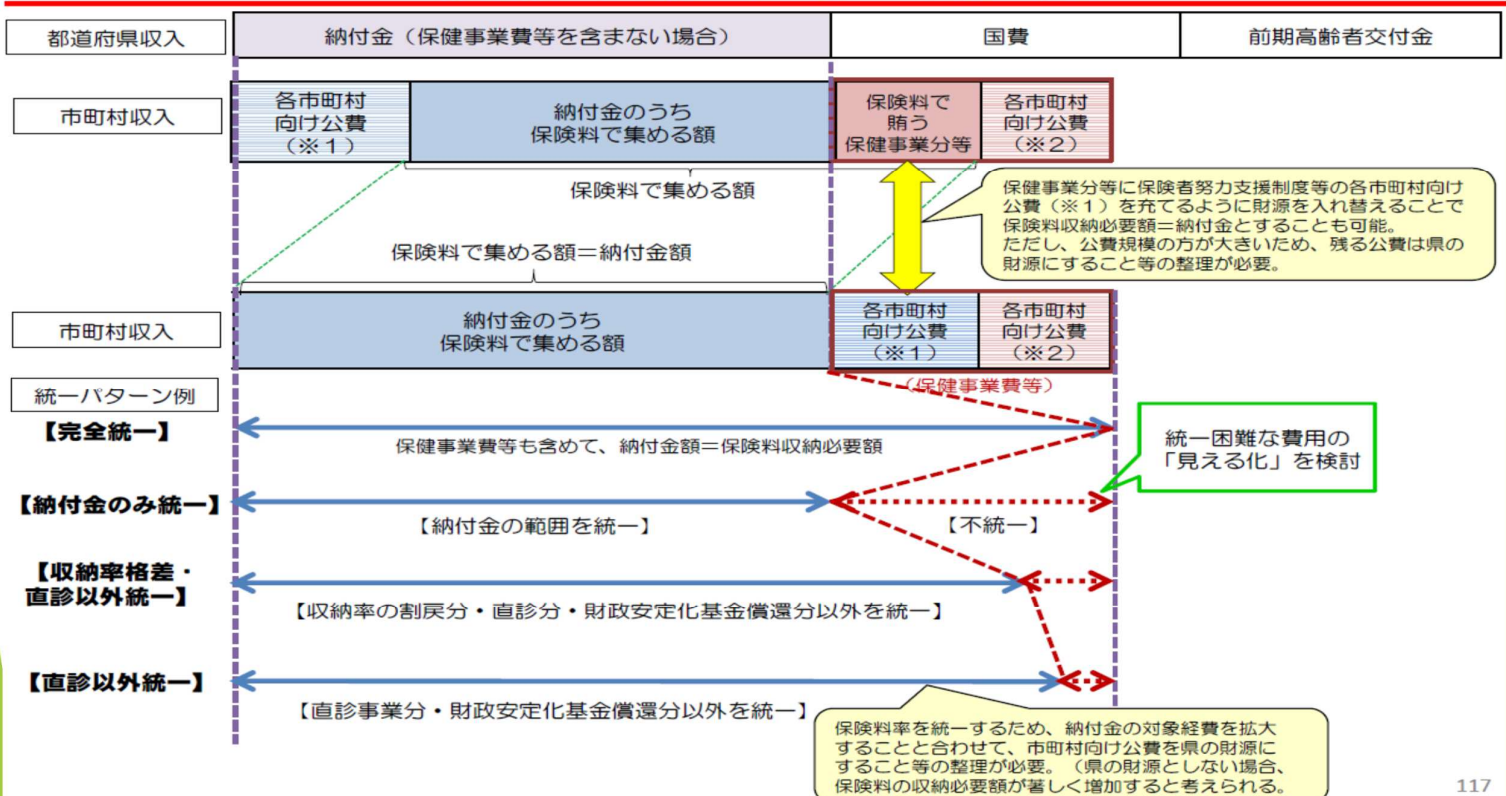 都道府県収入
納付金（保健事業費等を含まない場合）
国費
前期高齢者交付金
市町村収入
各市町村
向け公費
（※１）
納付金のうち
保険料で集める額
保険料で
賄う
保健事業分等
各市町村
向け公費
（※２）
保険料で集める額
保健事業分等に保険者努力支援制度等の各市町村向け
公費（※１）を充てるように財源を入れ替えることで
保険料収納必要額＝納付金とすることも可能。
ただし、公費規模の方が大きいため、残る公費は県の
財源にすること等の整理が必要。
保険料で集める額＝納付金額
市町村収入
納付金のうち
保険料で集める額
各市町村
向け公費
（※１）
各市町村
向け公費
（※２）
（保健事業費等）
統一パターン例
【完全統一】
保健事業費等も含めて、納付金額＝保険料収納必要額
統一困難な費用の
「見える化」を検討
【納付金のみ統一】
【納付金の範囲を統一】
【不統一】
【収納率格差・
直診以外統一】
【収納率の割戻分・直診分・財政安定化基金償還分以外を統一】
【直診以外統一】
【直診事業分・財政安定化基金償還分以外を統一】
保険料率を統一するため、納付金の対象経費を拡大
することと合わせて、市町村向け公費を県の財源に
すること等の整理が必要。（県の財源としない場合、
保険料の収納必要額が著しく増加すると考えられる。
117